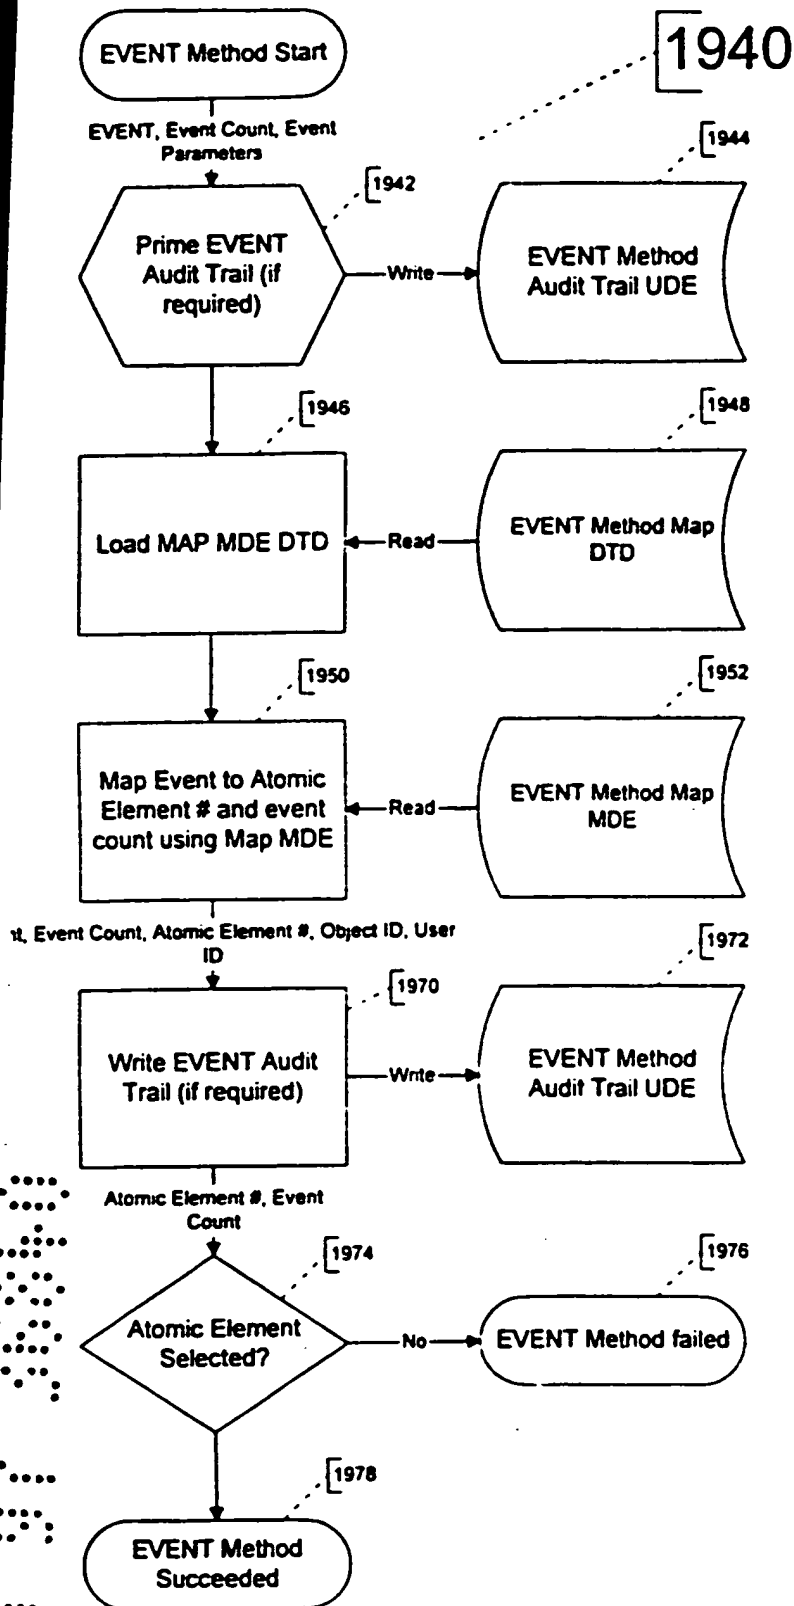 EVENT Method Start
1940
EVENT, Event Count, Event
Parameters
1942
1944
Prime EVENT
Audit Trail (if
required)
Write
EVENT Method
Audit Trail UDE
1946
1948
Load MAP MDE DTD
Read
EVENT Method Map
DTD
1950
1952
Map Event to Atomic
Element # and event
count using Map MDE
Read
EVENT Method Map
MDE
Event Count, Atomic Element #, Object ID, User
ID
1970
1972
Write EVENT Audit
Trail (if required)
Write
EVENT Method
Audit Trail UDE
Atomic Element #, Event
Count
1974
1976
Atomic Element
Selected?
No
EVENT Method failed
1978
EVENT Method
Succeeded